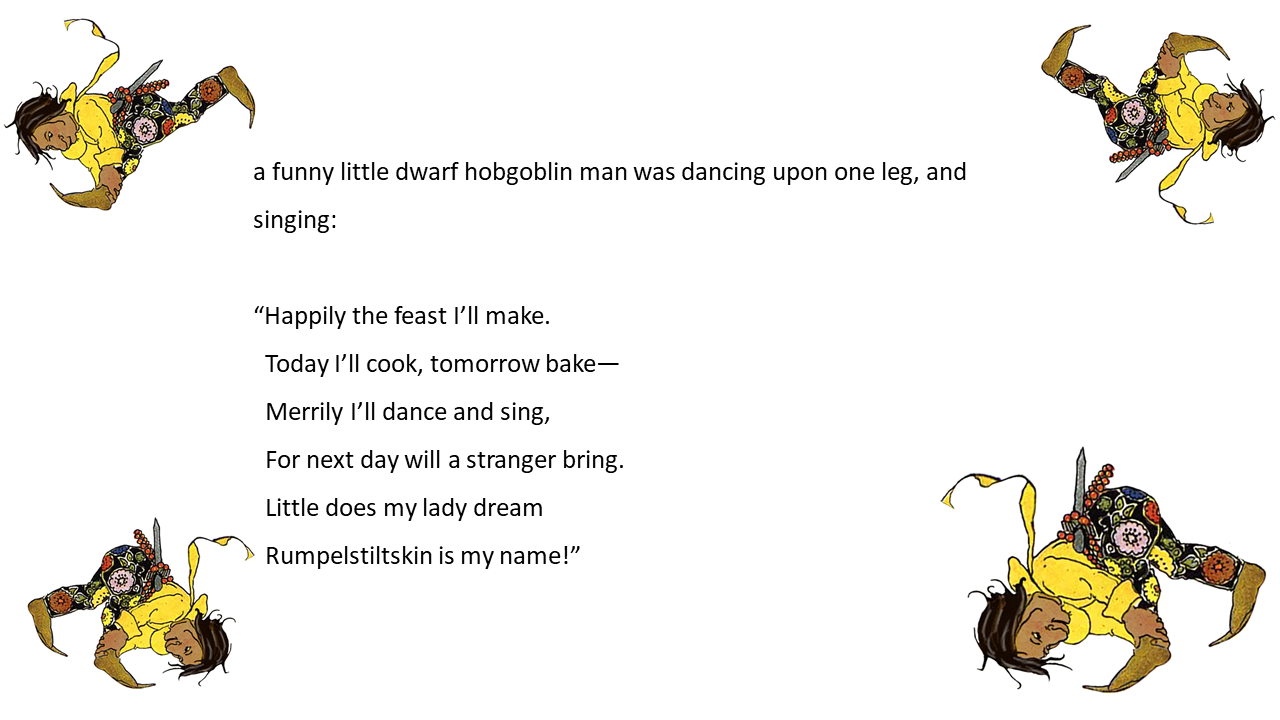 a funny little dwarf hobgoblin man was dancing upon one leg, and
singing:
“Happily the feast I’ll make.
Today I’ll cook, tomorrow bake—
Merrily I’ll dance and sing,
For next day will a stranger bring.
Little does my lady dream
Rumpelstiltskin is my name!”